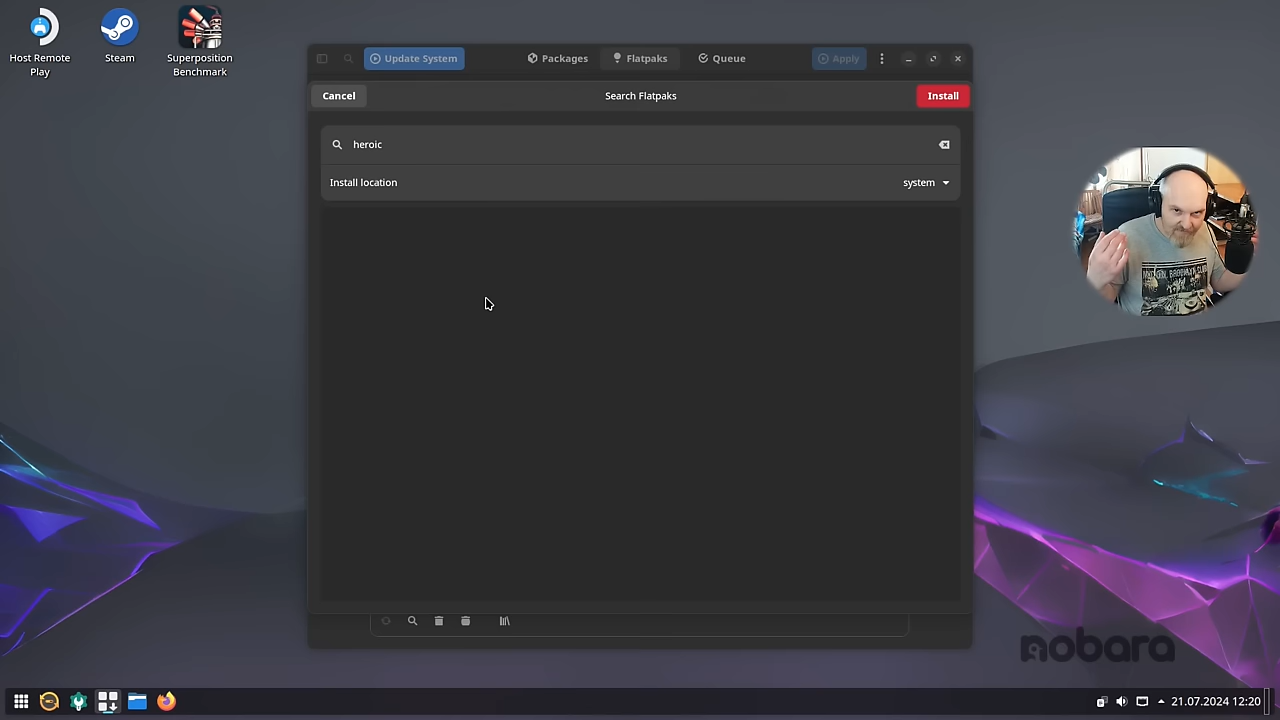 Host Remote
Play
Steam
Superposition
Benchmark
Update System
Packages
Flatpaks
Queue
Apply
Cancel
Search Flatpaks
Install
heroic
Install location
system
nobara
21.07.2024 12:20